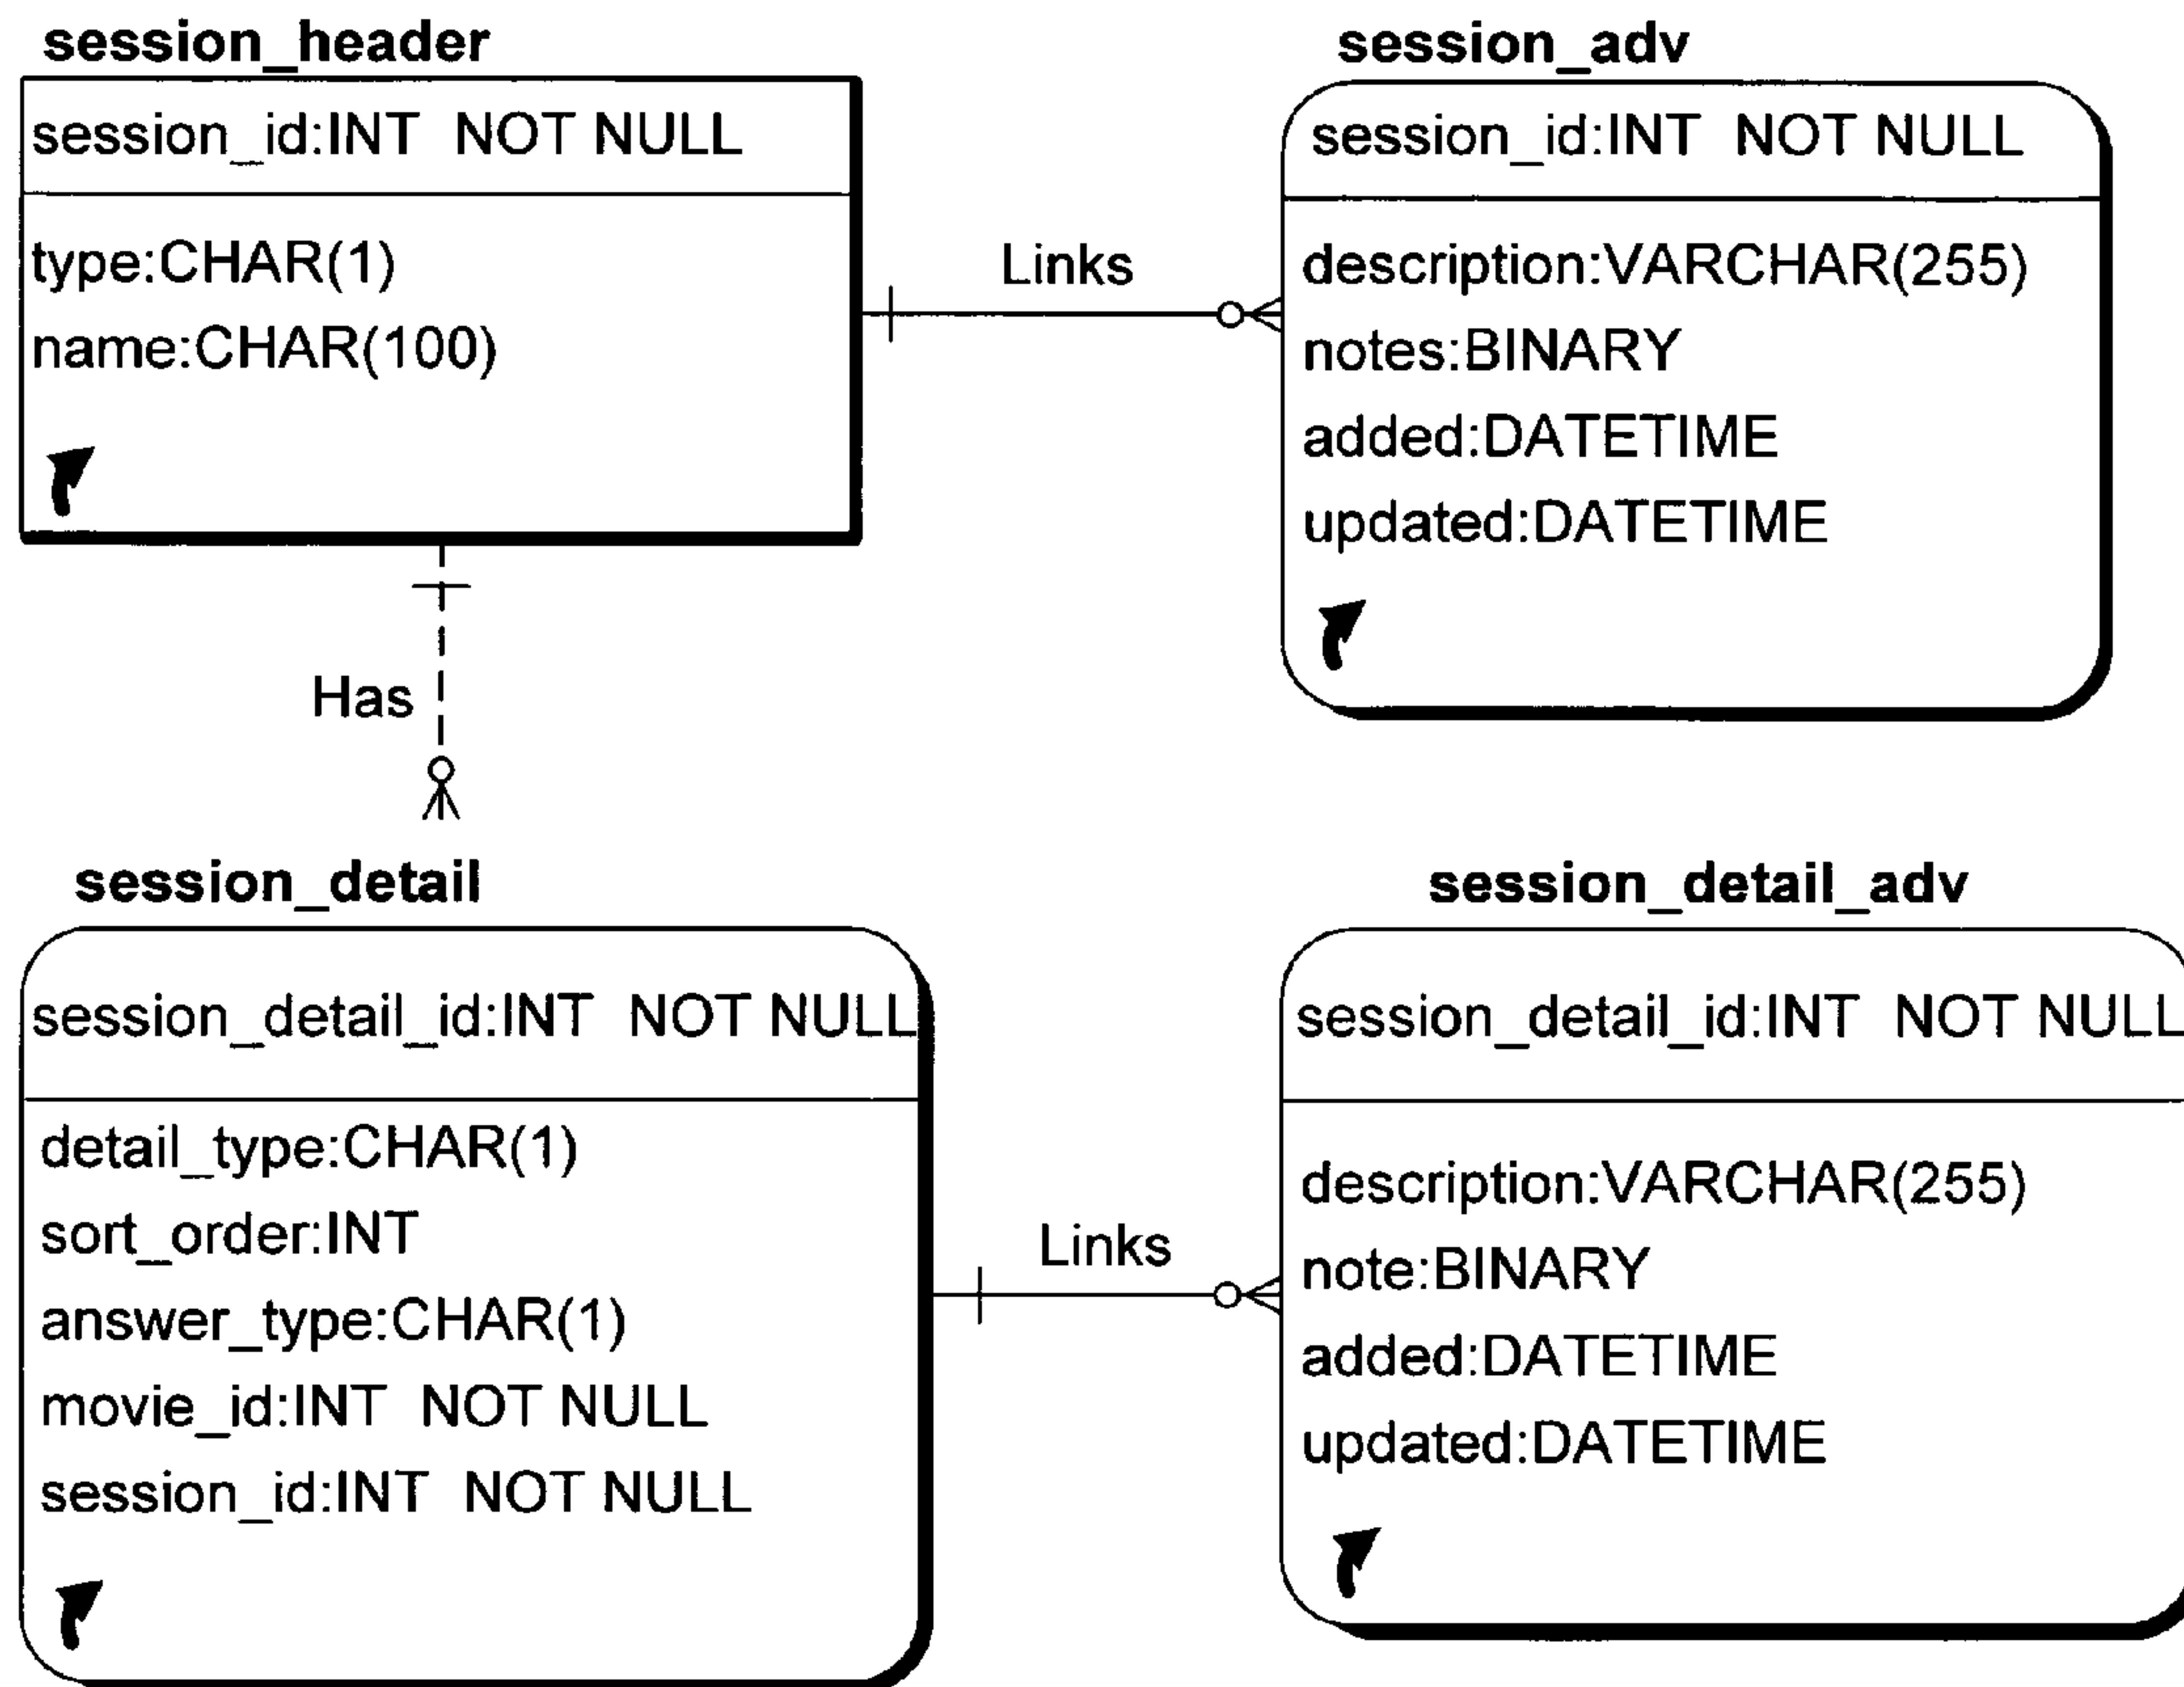 session_header
session_id:INT NOT NULL
type:CHAR(1)
name:CHAR(100)
Links
session_adv
session_id:INT NOT NULL
description:VARCHAR(255)
notes:BINARY
added:DATETIME
updated:DATETIME
Has
session_detail
session_detail_id:INT NOT NULL
detail_type:CHAR(1)
sort_order:INT
answer_type:CHAR(1)
movie_id:INT NOT NULL
session_id:INT NOT NULL
Links
session_detail_adv
session_detail_id:INT NOT NULL
description:VARCHAR(255)
note:BINARY
added:DATETIME
updated:DATETIME